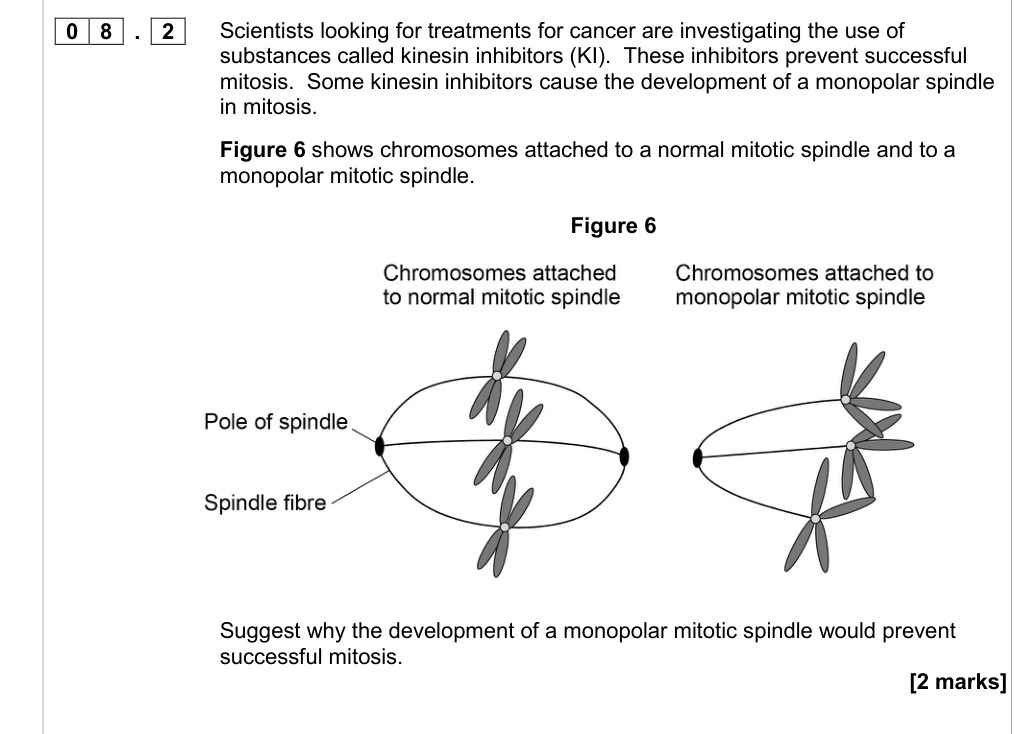 08.2 Scientists looking for treatments for cancer are investigating the use of
substances called kinesin inhibitors (KI).  These inhibitors prevent successful
mitosis.  Some kinesin inhibitors cause the development of a monopolar spindle
in mitosis.
Figure 6 shows chromosomes attached to a normal mitotic spindle and to a
monopolar mitotic spindle.
Figure 6
Chromosomes attached
to normal mitotic spindle
Chromosomes attached to
monopolar mitotic spindle
Pole of spindle
Spindle fibre
Suggest why the development of a monopolar mitotic spindle would prevent
successful mitosis.
[2 marks]